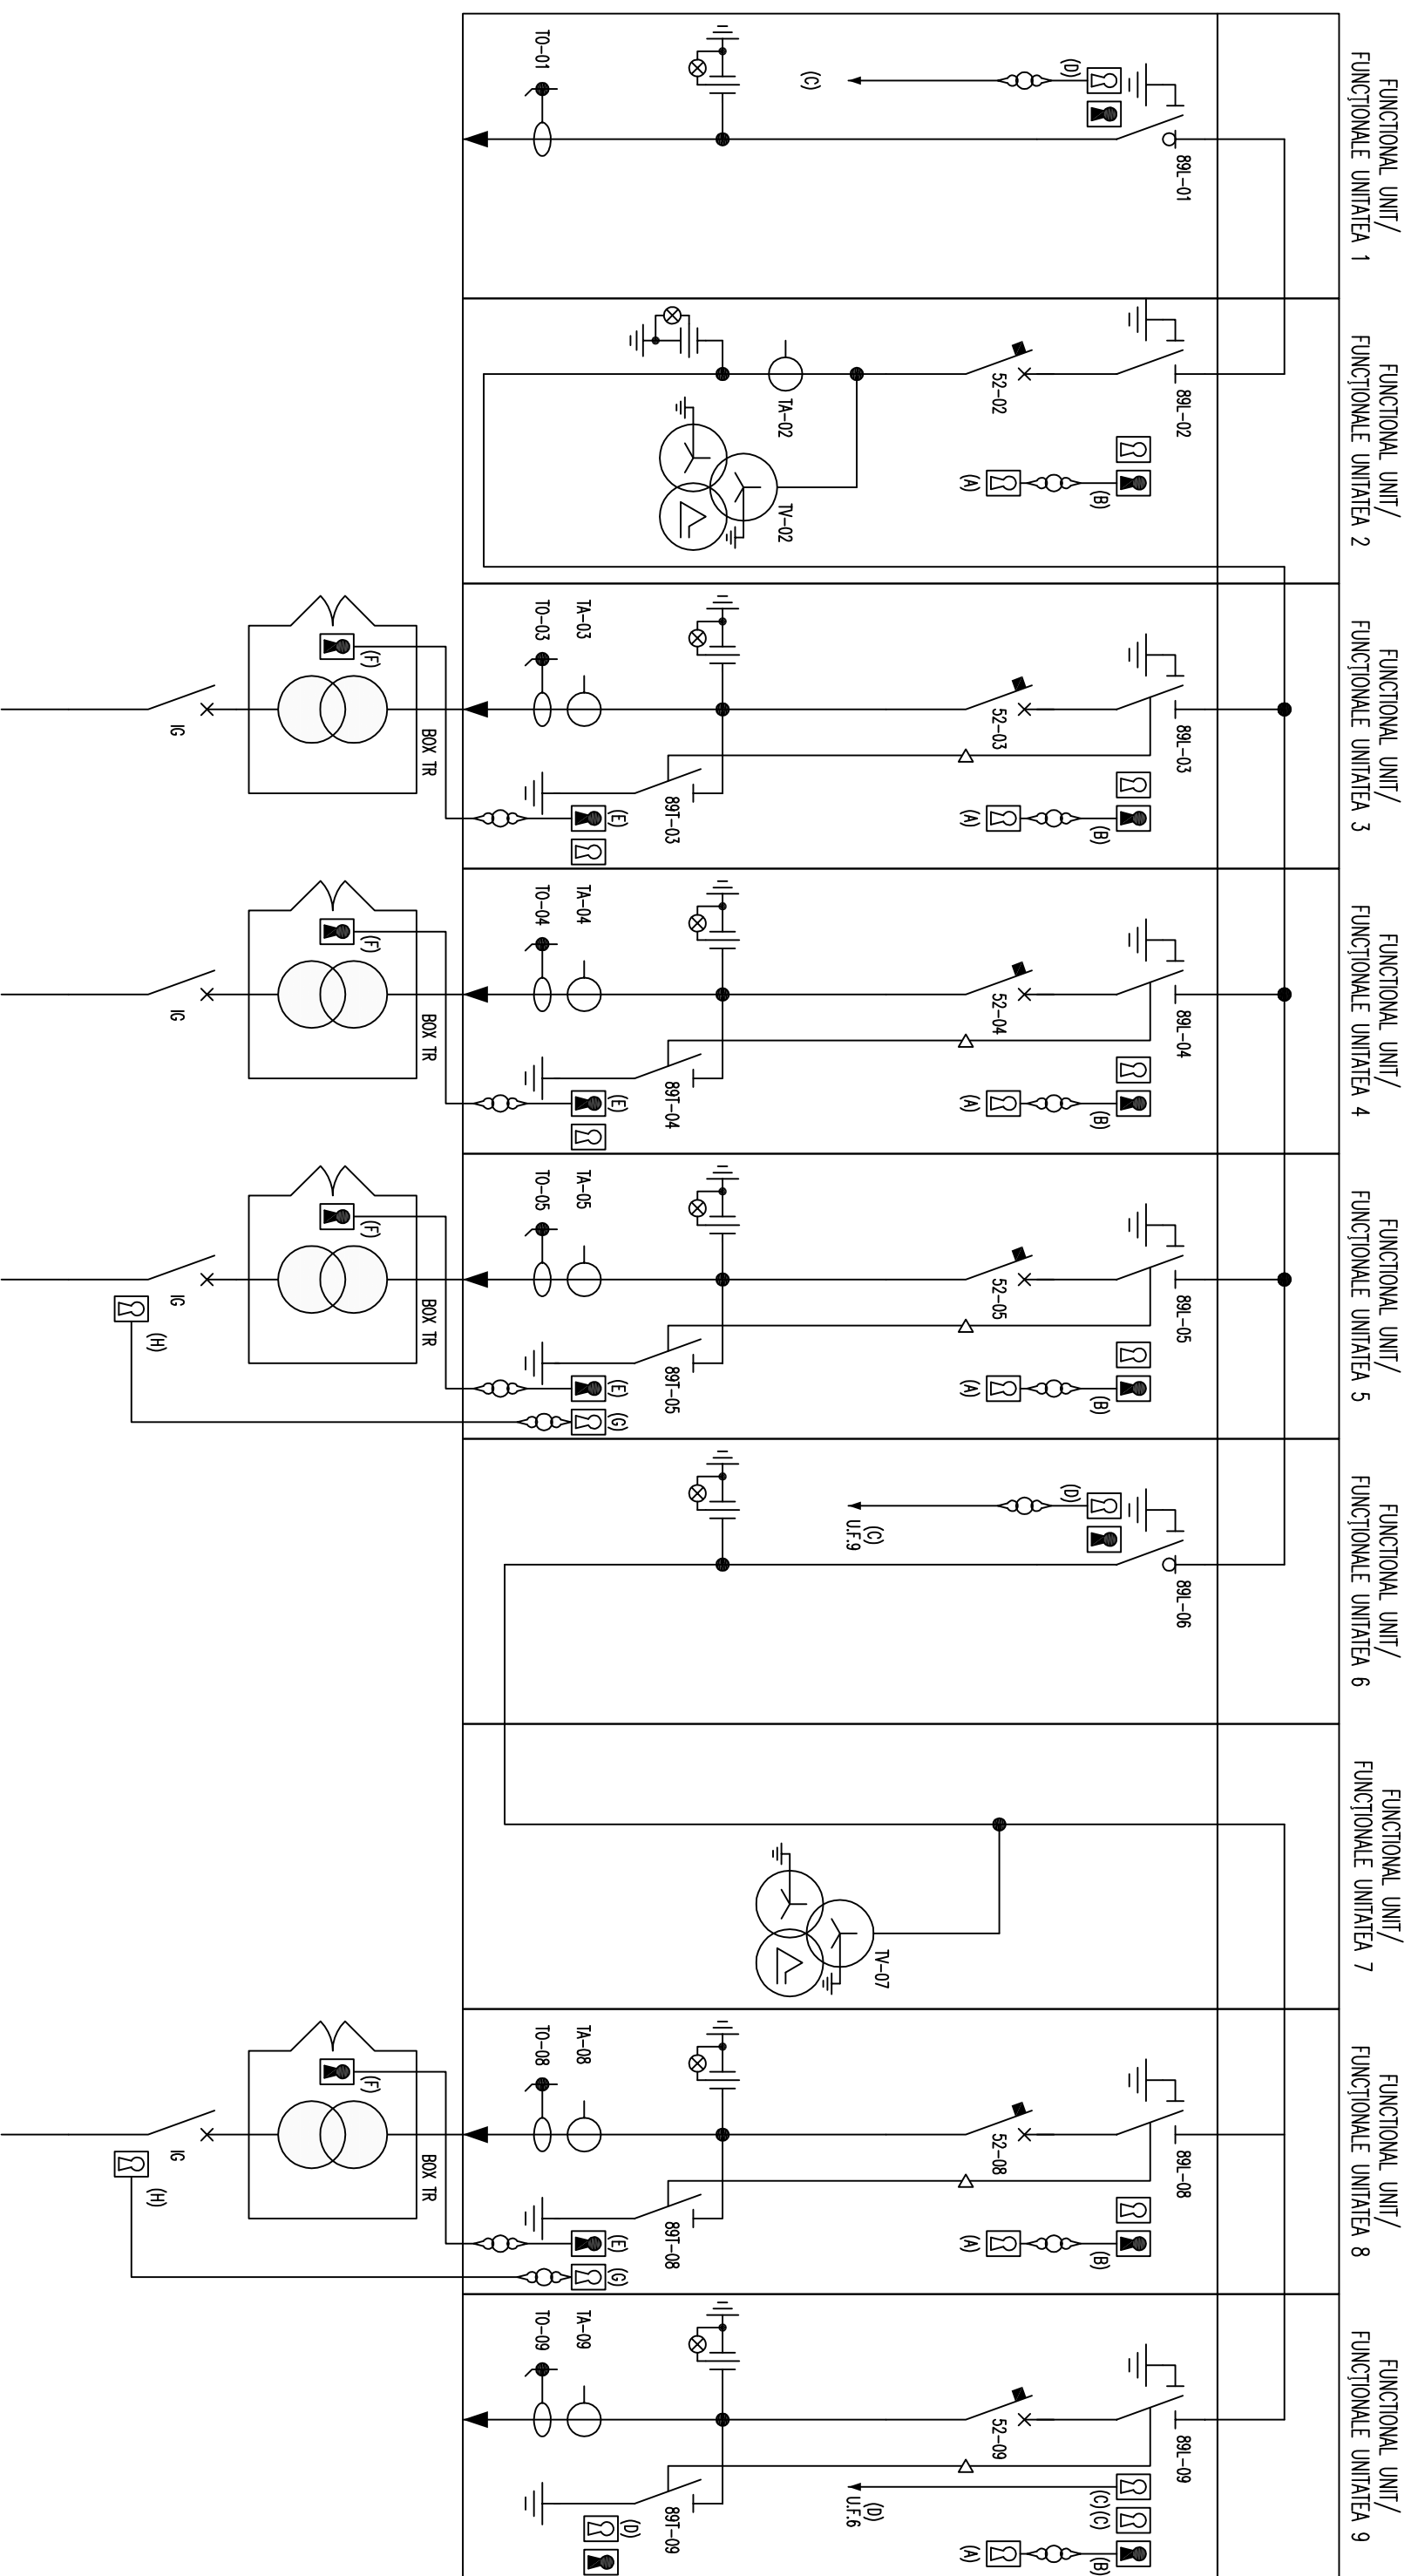 FUNCTIONAL UNIT/
FUNCȚIONALE UNITATEA 1
89L-01
(D)
(C)
TO-01
FUNCTIONAL UNIT/
FUNCȚIONALE UNITATEA 2
89L-02
52-02
(B)
(A)
TA-02
TV-02
FUNCTIONAL UNIT/
FUNCȚIONALE UNITATEA 3
89L-03
52-03
(B)
(A)
89T-03
TA-03
TO-03
(E)
BOX TR
(F)
IG
FUNCTIONAL UNIT/
FUNCȚIONALE UNITATEA 4
89L-04
52-04
(B)
(A)
89T-04
TA-04
TO-04
(E)
BOX TR
(F)
IG
FUNCTIONAL UNIT/
FUNCȚIONALE UNITATEA 5
89L-05
52-05
(B)
(A)
89T-05
TA-05
TO-05
(E)
(G)
BOX TR
(F)
IG
(H)
FUNCTIONAL UNIT/
FUNCȚIONALE UNITATEA 6
89L-06
(D)
(C)
U.F.9
FUNCTIONAL UNIT/
FUNCȚIONALE UNITATEA 7
TV-07
FUNCTIONAL UNIT/
FUNCȚIONALE UNITATEA 8
89L-08
52-08
(B)
(A)
89T-08
TA-08
TO-08
(E)
(G)
BOX TR
(F)
IG
(H)
FUNCTIONAL UNIT/
FUNCȚIONALE UNITATEA 9
89L-09
52-09
(C)(C)
(B)
(A)
(D)
U.F.6
89T-09
TA-09
TO-09
(D)